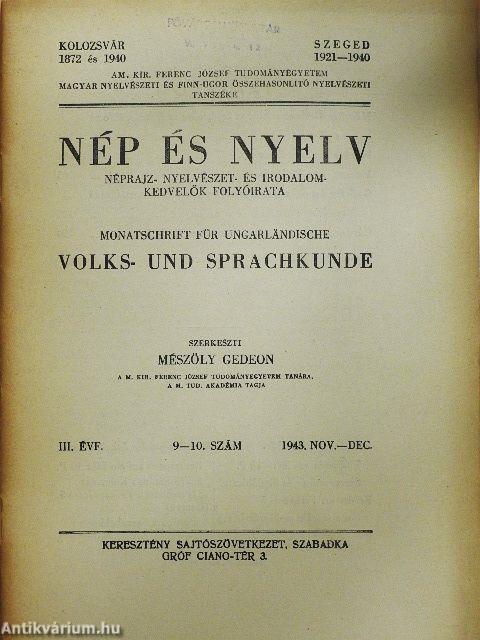 KOLOZSVÁR
1872 és 1940
SZEGED
1921—1940
AM. KIR. FERENC JÓZSEF TUDOMÁNYEGYETEM
MAGYAR NYELVÉSZETI ÉS FINN-UGOR ÖSSZEHASONLITÓ NYELVÉSZETI
TANSZÉKE
NÉP ÉS NYELV
NÉPRAJZ- NYELVÉSZET- ÉS IRODALOM-
KEDVELŐK FOLYÓIRATA
MONATSCHRIFT FÜR UNGARLÄNDISCHE
VOLKS- UND SPRACHKUNDE
SZERKESZTI
MÉSZÖLY GEDEON
A M. KIR. FERENC JÓZSEF TUDOMÁNYEGYETEM TANÁRA,
A M. TUD. AKADÉMIA TAGJA
III. ÉVF. 9—10. SZÁM 1943. NOV.—DEC.
KERESZTÉNY SAJTÓSZÖVETKEZET, SZABADKA
GRÓF CIANO-TÉR 3.
Antikvárium.hu